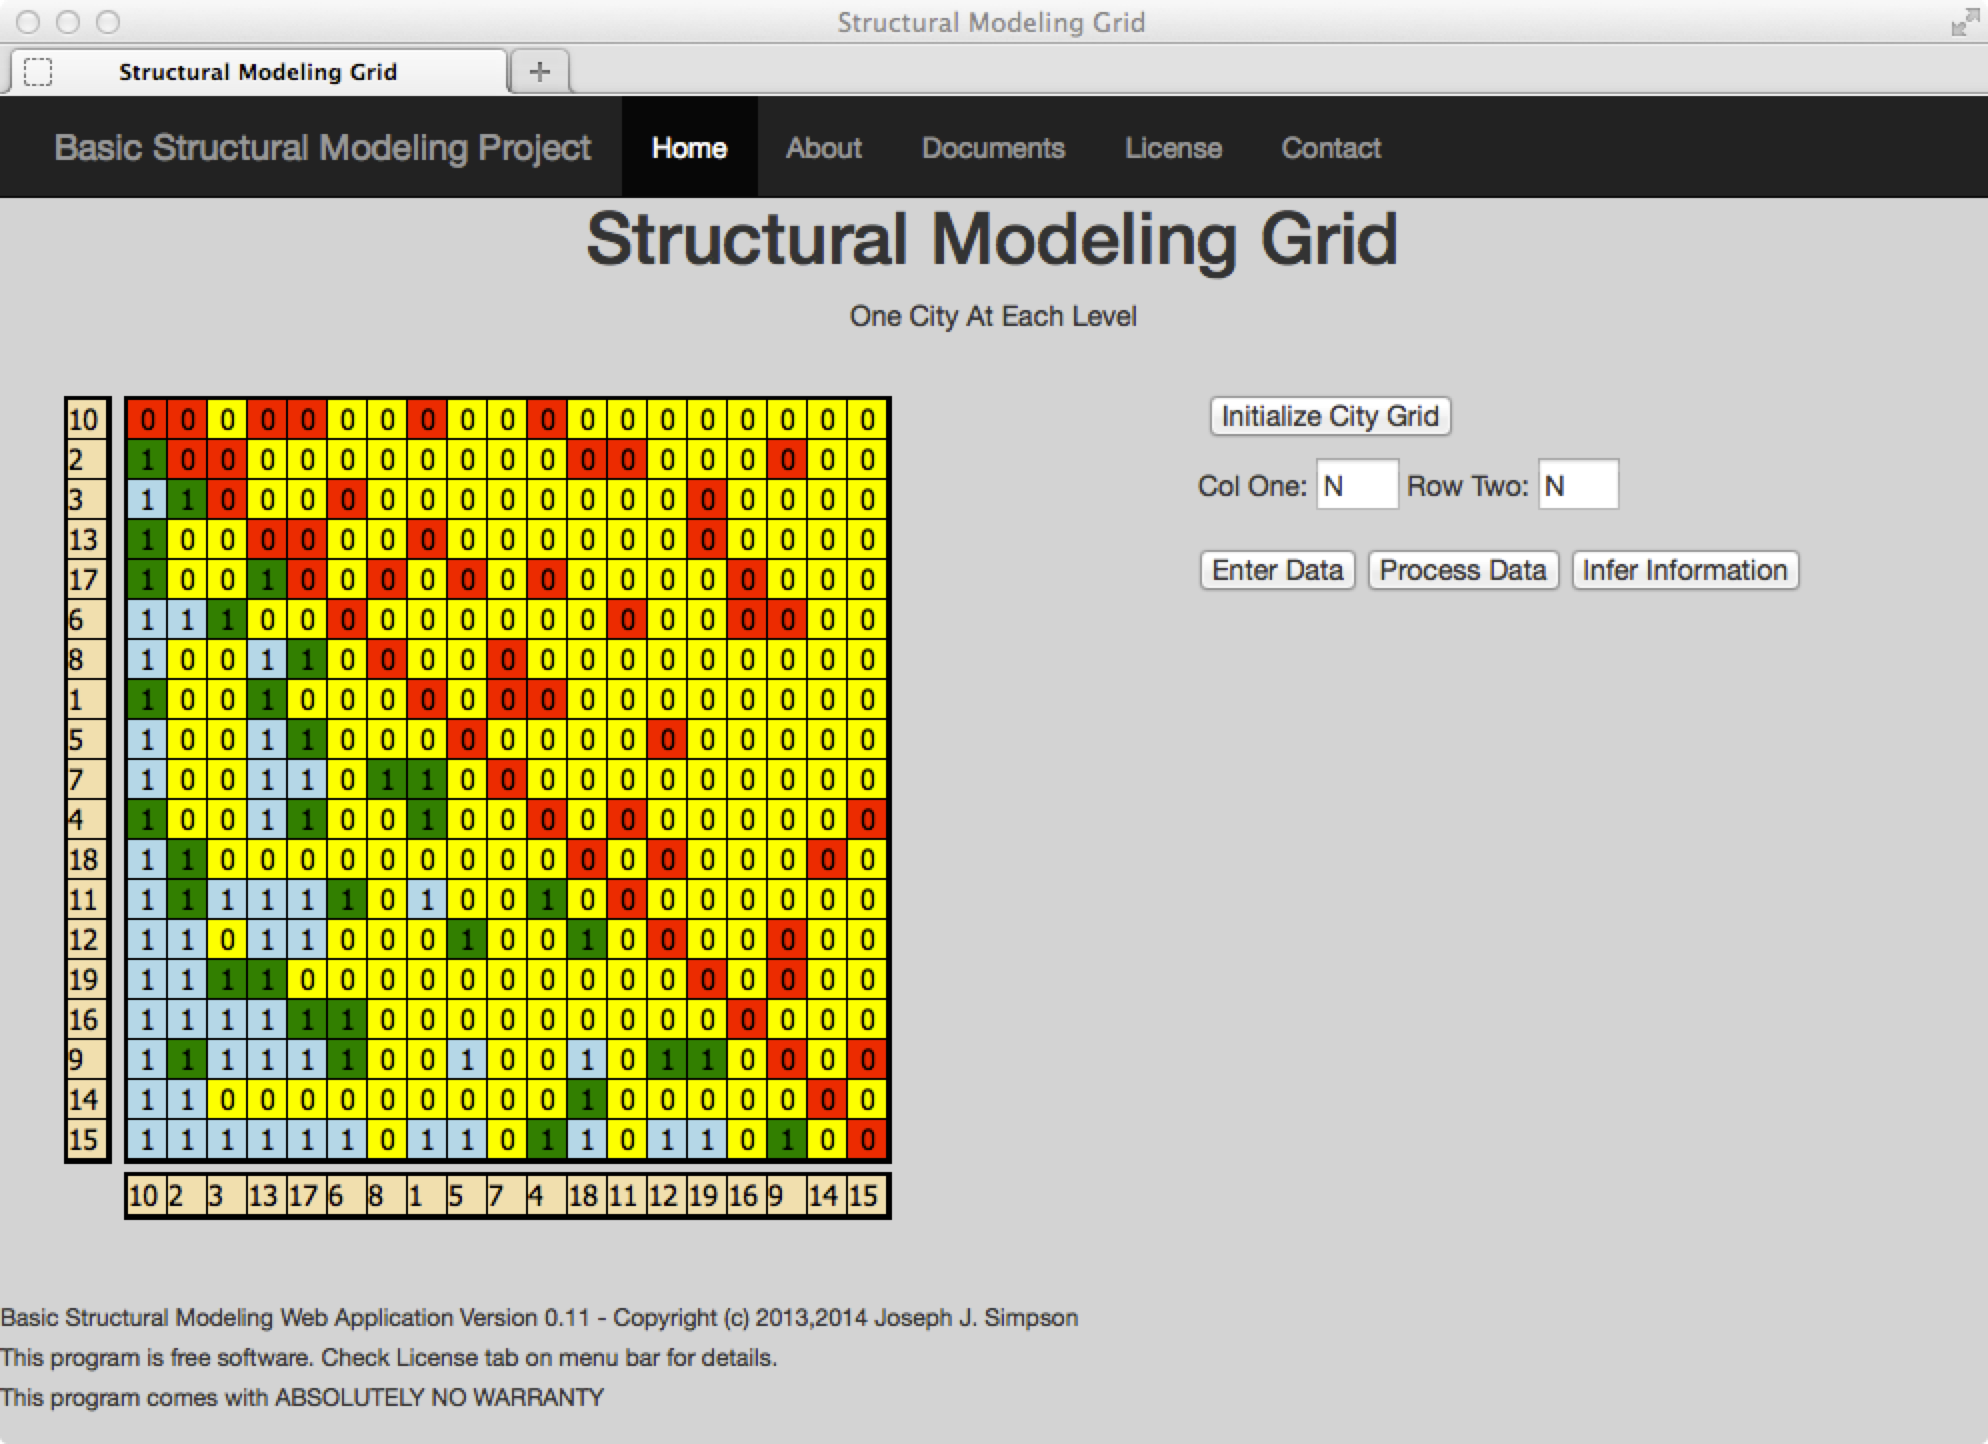 Structural Modeling Grid
Structural Modeling Grid
Basic Structural Modeling Project Home About Documents License Contact
Structural Modeling Grid
One City At Each Level
10 0 0 0 0 0 0 0 0 0 0 0 0 0 0 0 0 0 0 0
Initialize City Grid
2 1 0 0 0 0 0 0 0 0 0 0 0 0 0 0 0 0 0 0
Col One: N Row Two: N
3 1 1 0 0 0 0 0 0 0 0 0 0 0 0 0 0 0 0 0
13 1 0 0 0 0 0 0 0 0 0 0 0 0 0 0 0 0 0 0
17 1 0 0 1 0 0 0 0 0 0 0 0 0 0 0 0 0 0 0
Enter Data Process Data Infer Information
6 1 1 1 0 0 0 0 0 0 0 0 0 0 0 0 0 0 0 0
8 1 0 0 1 1 0 0 0 0 0 0 0 0 0 0 0 0 0 0
1 1 0 0 1 0 0 0 0 0 0 0 0 0 0 0 0 0 0 0
5 1 0 0 1 1 0 0 0 0 0 0 0 0 0 0 0 0 0 0
7 1 0 0 1 1 0 1 1 0 0 0 0 0 0 0 0 0 0 0
4 1 0 0 1 1 0 0 1 0 0 0 0 0 0 0 0 0 0 0
18 1 1 0 0 0 0 0 0 0 0 0 0 0 0 0 0 0 0 0
11 1 1 1 1 1 1 0 1 0 0 1 0 0 0 0 0 0 0 0
12 1 1 0 1 1 0 0 0 1 0 0 1 0 0 0 0 0 0 0
19 1 1 1 1 0 0 0 0 0 0 0 0 0 0 0 0 0 0 0
16 1 1 1 1 1 1 0 0 0 0 0 0 0 0 0 0 0 0 0
9 1 1 1 1 1 1 0 0 1 0 0 1 0 1 1 0 0 0 0
14 1 1 0 0 0 0 0 0 0 0 0 1 0 0 0 0 0 0 0
15 1 1 1 1 1 1 0 1 1 0 1 1 0 1 1 0 1 0 0
10 2 3 13 17 6 8 1 5 7 4 18 11 12 19 16 9 14 15
Basic Structural Modeling Web Application Version 0.11 - Copyright (c) 2013,2014 Joseph J. Simpson
This program is free software. Check License tab on menu bar for details.
This program comes with ABSOLUTELY NO WARRANTY